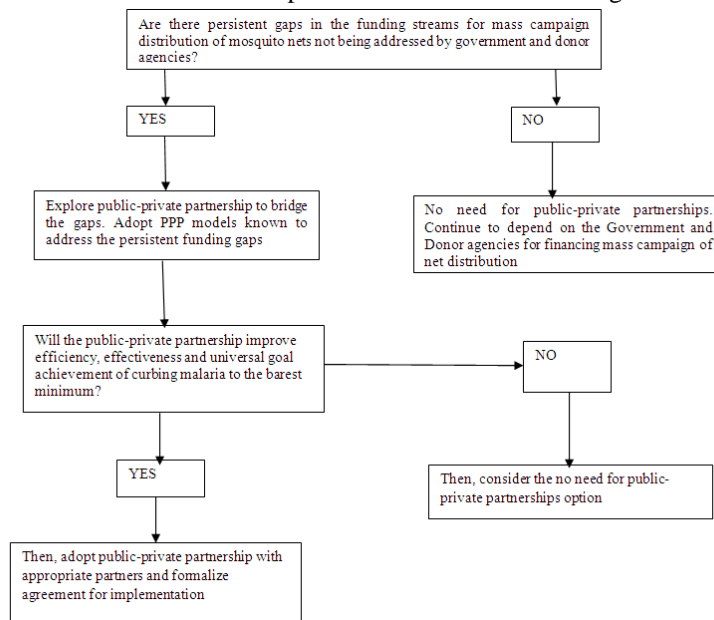 Are there persistent gaps in the funding streams for mass campaign
distribution of mosquito nets not being addressed by government and donor
agencies?
YES
NO
Explore public-private partnership to bridge
the gaps. Adopt PPP models known to
address the persistent funding gaps
No need for public-private partnerships.
Continue to depend on the Government and
Donor agencies for financing mass campaign of
net distribution
Will the public-private partnership improve
efficiency, effectiveness and universal goal
achievement of curbing malaria to the barest
minimum?
NO
YES
Then, consider the no need for public-
private partnerships option
Then, adopt public-private partnership with
appropriate partners and formalize
agreement for implementation